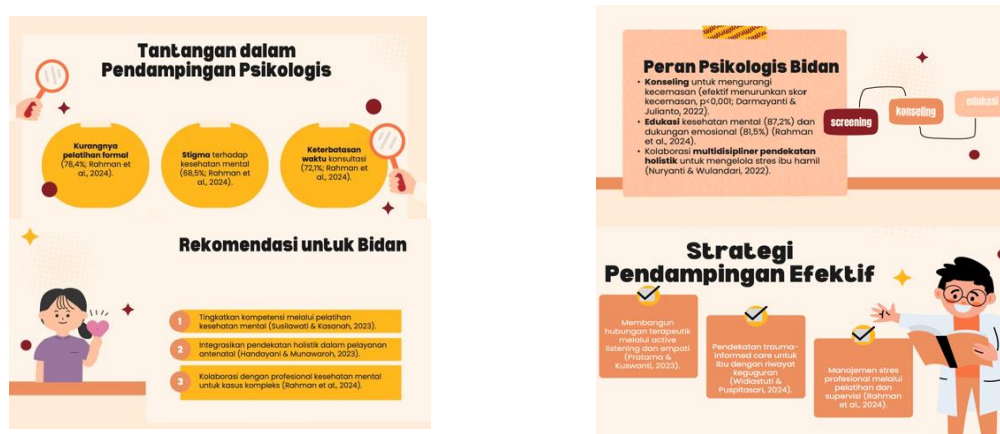 Tantangan dalam
Pendampingan Psikologis
Kurangnya
pelatihan formal
(78,4%; Rahman et
al., 2024).
Stigma terhadap
kesehatan mental
(68,5%; Rahman et
al., 2024).
Keterbatasan
waktu konsultasi
(72,1%; Rahman et
al., 2024).
Rekomendasi untuk Bidan
1 Tingkatkan kompetensi melalui pelatihan
kesehatan mental (Susilawati & Kasanah, 2023).
2 Integrasikan pendekatan holistik dalam pelayanan
antenatal (Handayani & Munawaroh, 2023).
3 Kolaborasi dengan profesional kesehatan mental
untuk kasus kompleks (Rahman et al., 2024).
Peran Psikologis Bidan
• Konseling untuk mengurangi
kecemasan (efektif menurunkan skor
kecemasan, p<0,001; Darmayanti &
Julianto, 2022).
• Edukasi kesehatan mental (87,2%) dan
dukungan emosional (81,5%) (Rahman
et al., 2024).
• Kolaborasi multidisipliner pendekatan
holistik untuk mengelola stres ibu hamil
(Nuryanti & Wulandari, 2022).
screening
konseling
edukasi
Strategi
Pendampingan Efektif
Membangun
hubungan terapeutik
melalui active
listening dan empati
(Pratama &
Kuswanti, 2023).
Pendekatan trauma-
informed care untuk
ibu dengan riwayat
keguguran
(Widiastuti &
Puspitasari, 2024).
Manajemen stres
profesional melalui
pelatihan dan
supervisi (Rahman
et al., 2024).